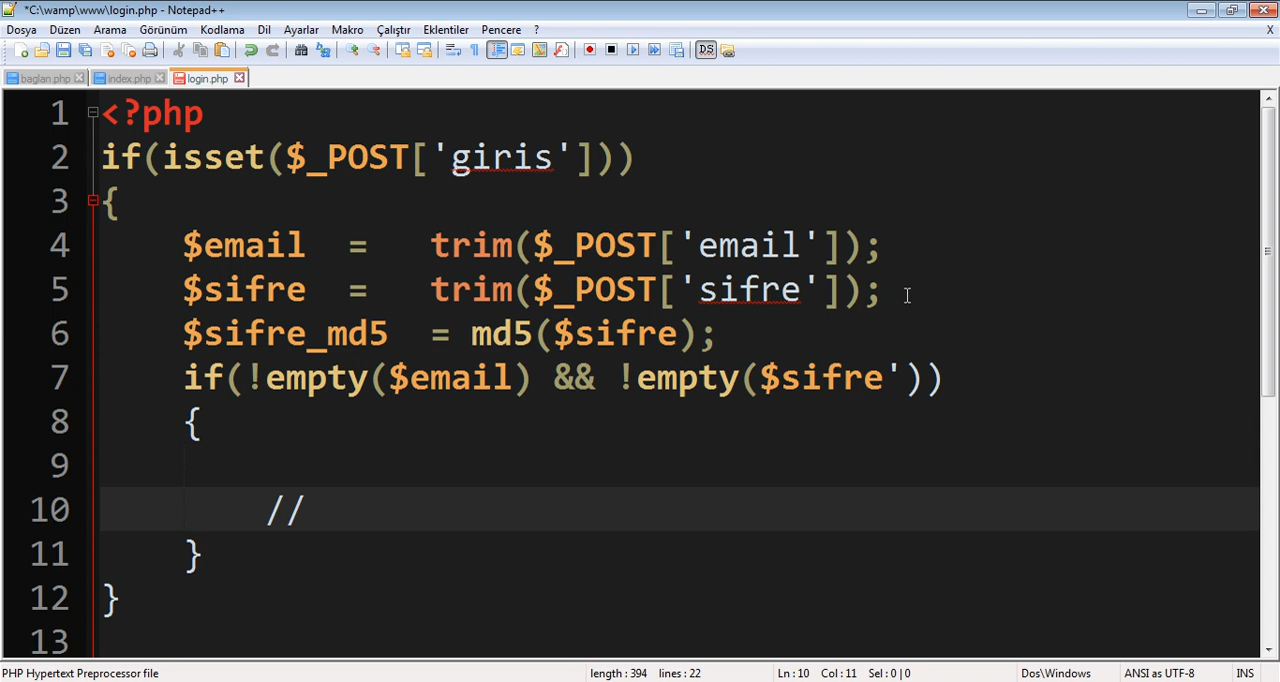 *C:\wamp\www\login.php - Notepad++
Dosya Düzen Arama Görünüm Kodlama Dil Ayarlar Makro Çalıştır Eklentiler Pencere ? X
baglan.php index.php login.php
1 <?php
2 if(isset($_POST['giris']))
3 {
4 $email = trim($_POST['email']);
5 $sifre = trim($_POST['sifre']);
6 $sifre_md5 = md5($sifre);
7 if(!empty($email) && !empty($sifre'))
8 {
9
10 //
11 }
12 }
13
PHP Hypertext Preprocessor file length : 394 lines : 22 Ln : 10 Col : 11 Sel : 0 | 0 Dos\Windows ANSI as UTF-8 INS